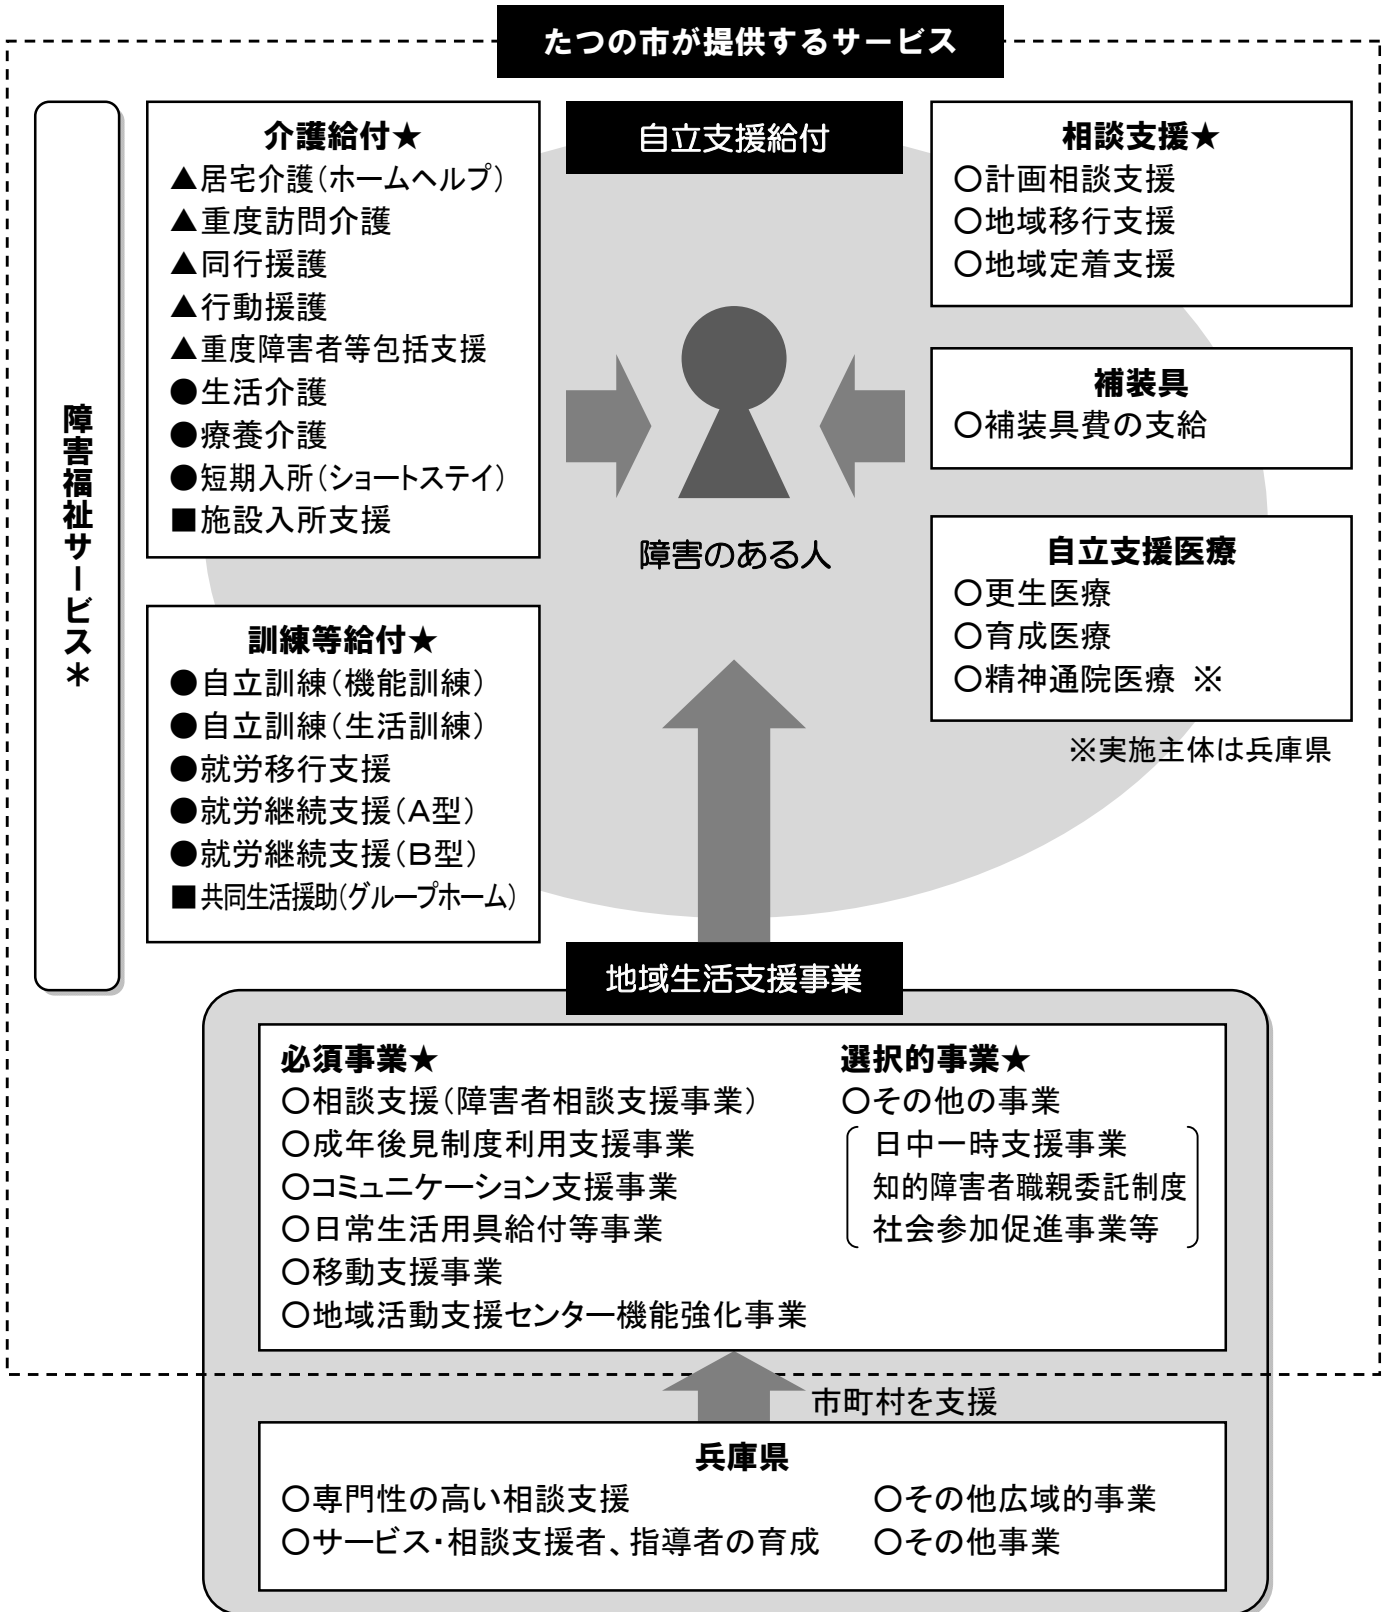 たつの市が提供するサービス
障害福祉サービス＊
介護給付★
▲居宅介護（ホームヘルプ）
▲重度訪問介護
▲同行援護
▲行動援護
▲重度障害者等包括支援
●生活介護
●療養介護
●短期入所（ショートステイ）
■施設入所支援
訓練等給付★
●自立訓練（機能訓練）
●自立訓練（生活訓練）
●就労移行支援
●就労継続支援（Ａ型）
●就労継続支援（Ｂ型）
■共同生活援助（グループホーム）
自立支援給付
障害のある人
相談支援★
〇計画相談支援
〇地域移行支援
〇地域定着支援
補装具
〇補装具費の支給
自立支援医療
〇更生医療
〇育成医療
〇精神通院医療 ※
※実施主体は兵庫県
地域生活支援事業
必須事業★
〇相談支援（障害者相談支援事業）
〇成年後見制度利用支援事業
〇コミュニケーション支援事業
〇日常生活用具給付等事業
〇移動支援事業
〇地域活動支援センター機能強化事業
選択的事業★
〇その他の事業
日中一時支援事業
知的障害者職親委託制度
社会参加促進事業等
市町村を支援
兵庫県
〇専門性の高い相談支援
〇サービス・相談支援者、指導者の育成
〇その他広域的事業
〇その他事業